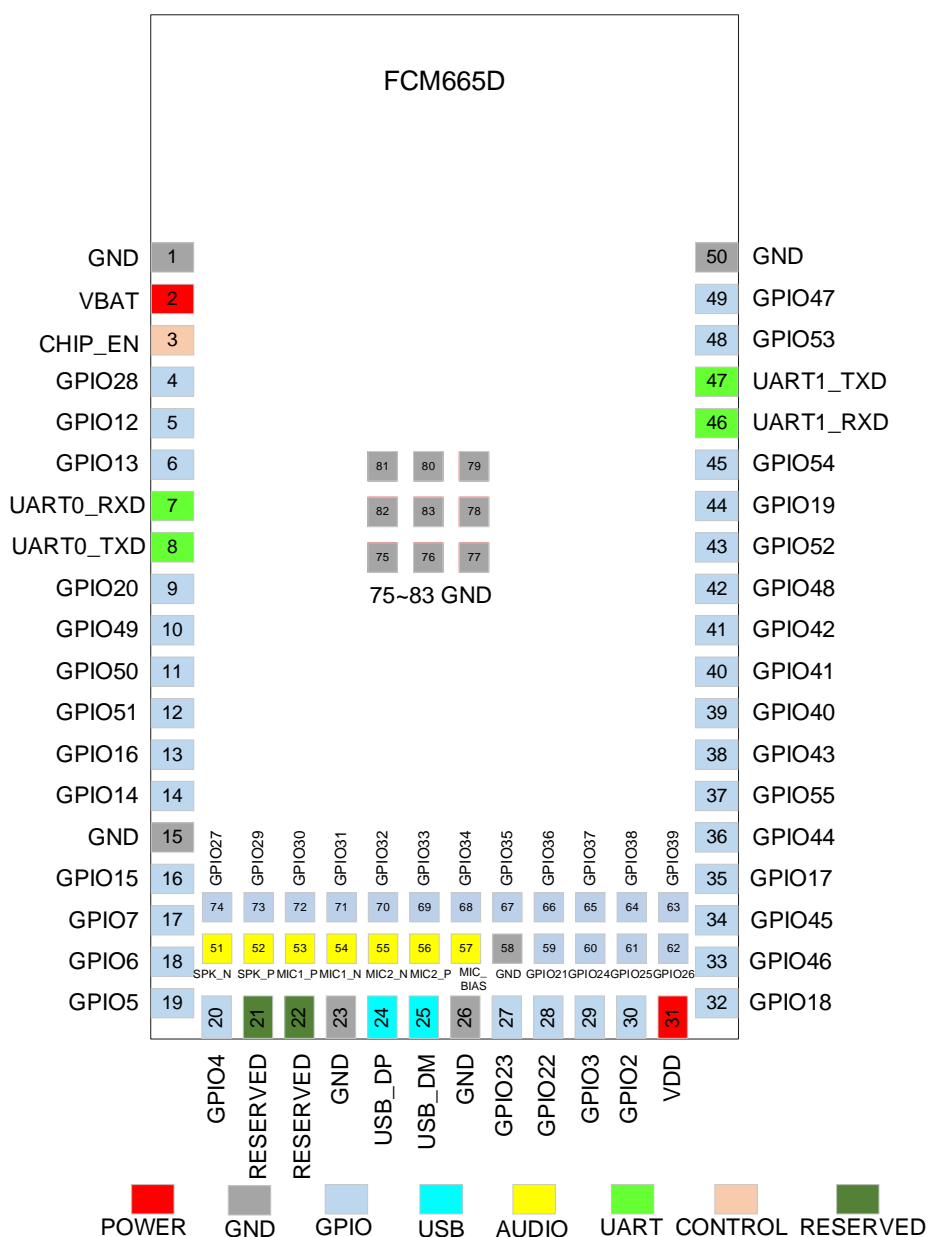 FCM665D
GND 1
VBAT 2
CHIP_EN 3
GPIO28 4
GPIO12 5
GPIO13 6
UART0_RXD 7
UART0_TXD 8
GPIO20 9
GPIO49 10
GPIO50 11
GPIO51 12
GPIO16 13
GPIO14 14
GND 15
GPIO15 16
GPIO7 17
GPIO6 18
GPIO5 19
50 GND
49 GPIO47
48 GPIO53
47 UART1_TXD
46 UART1_RXD
45 GPIO54
44 GPIO19
43 GPIO52
42 GPIO48
41 GPIO42
40 GPIO41
39 GPIO40
38 GPIO43
37 GPIO55
36 GPIO44
35 GPIO17
34 GPIO45
33 GPIO46
32 GPIO18
81 80 79
82 83 78
75 76 77
75~83 GND
GPIO27 GPIO29 GPIO30 GPIO31 GPIO32 GPIO33 GPIO34 GPIO35 GPIO36 GPIO37 GPIO38 GPIO39
74 73 72 71 70 69 68 67 66 65 64 63
51 52 53 54 55 56 57 58 59 60 61 62
SPK_N SPK_P MIC1_P MIC1_N MIC2_N MIC2_P MIC_ BIAS GND GPIO21 GPIO24 GPIO25 GPIO26
20 21 22 23 24 25 26 27 28 29 30 31
GPIO4 RESERVED RESERVED GND USB_DP USB_DM GND GPIO23 GPIO22 GPIO3 GPIO2 VDD
POWER GND GPIO USB AUDIO UART CONTROL RESERVED